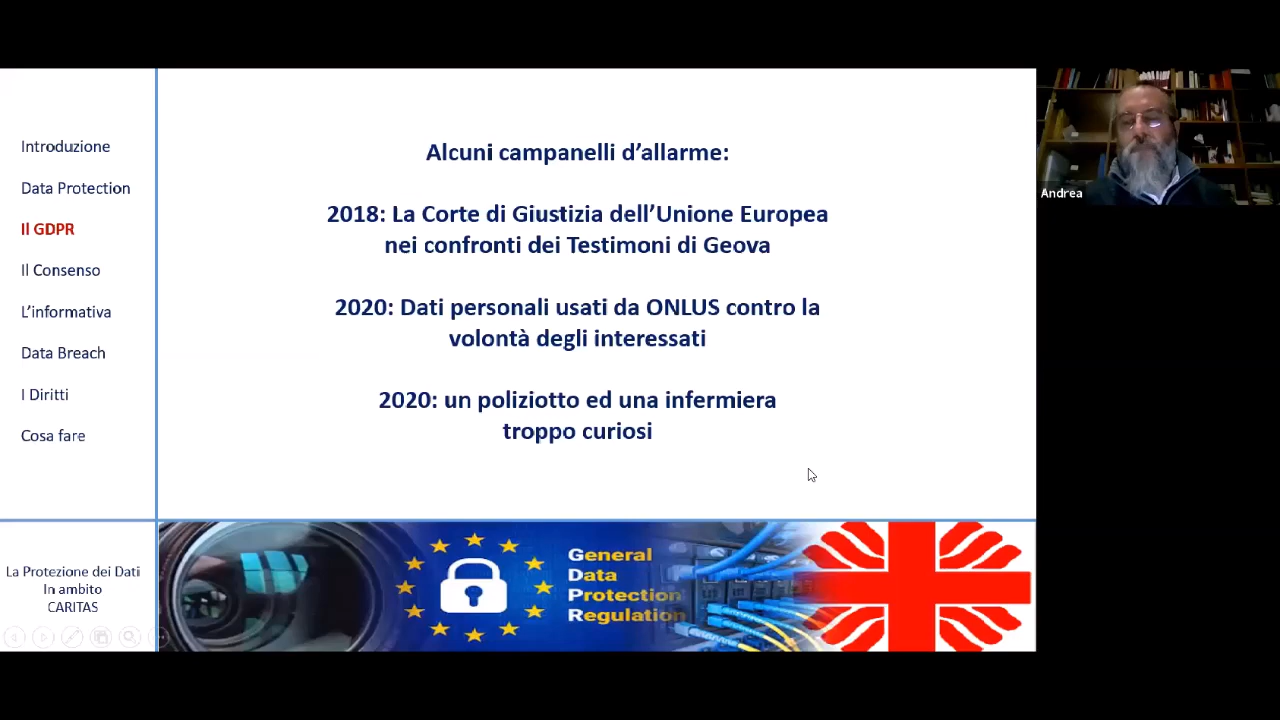 Introduzione
Data Protection
Il GDPR
Il Consenso
L’informativa
Data Breach
I Diritti
Cosa fare
La Protezione dei Dati
In ambito
CARITAS
Alcuni campanelli d’allarme:
2018: La Corte di Giustizia dell’Unione Europea
nei confronti dei Testimoni di Geova
2020: Dati personali usati da ONLUS contro la
volontà degli interessati
2020: un poliziotto ed una infermiera
troppo curiosi
General
Data
Protection
Regulation
Andrea